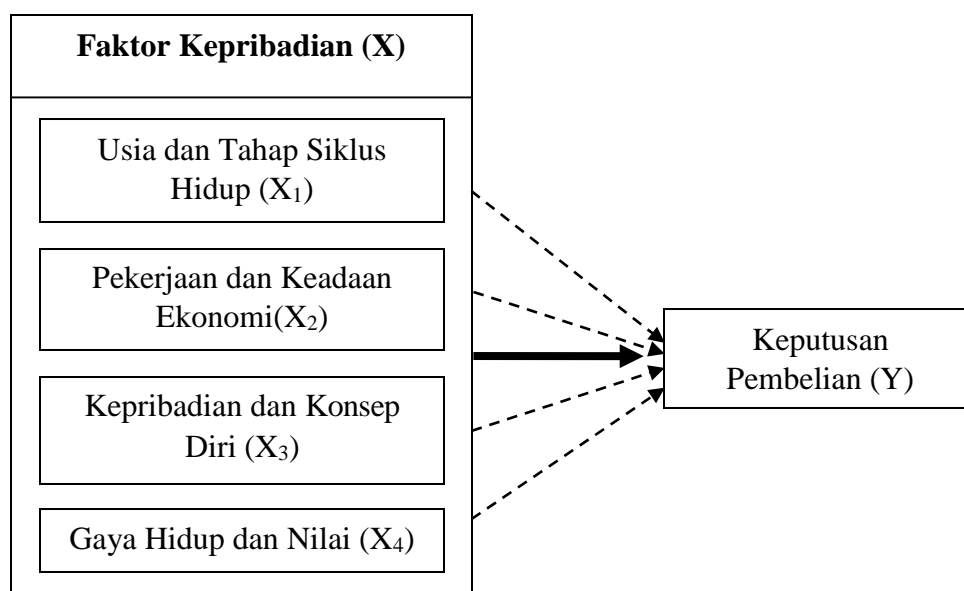 Faktor Kepribadian (X)
Usia dan Tahap Siklus
Hidup (X₁)
Pekerjaan dan Keadaan
Ekonomi(X₂)
Kepribadian dan Konsep
Diri (X₃)
Gaya Hidup dan Nilai (X₄)
Keputusan
Pembelian (Y)